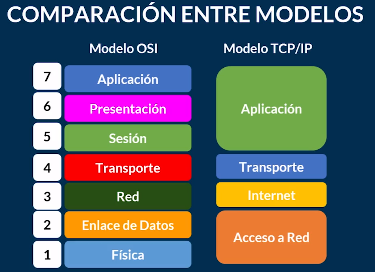 COMPARACIÓN ENTRE MODELOS
Modelo OSI
Modelo TCP/IP
7 Aplicación
6 Presentación
5 Sesión
Aplicación
4 Transporte
Transporte
3 Red
Internet
2 Enlace de Datos
1 Física
Acceso a Red